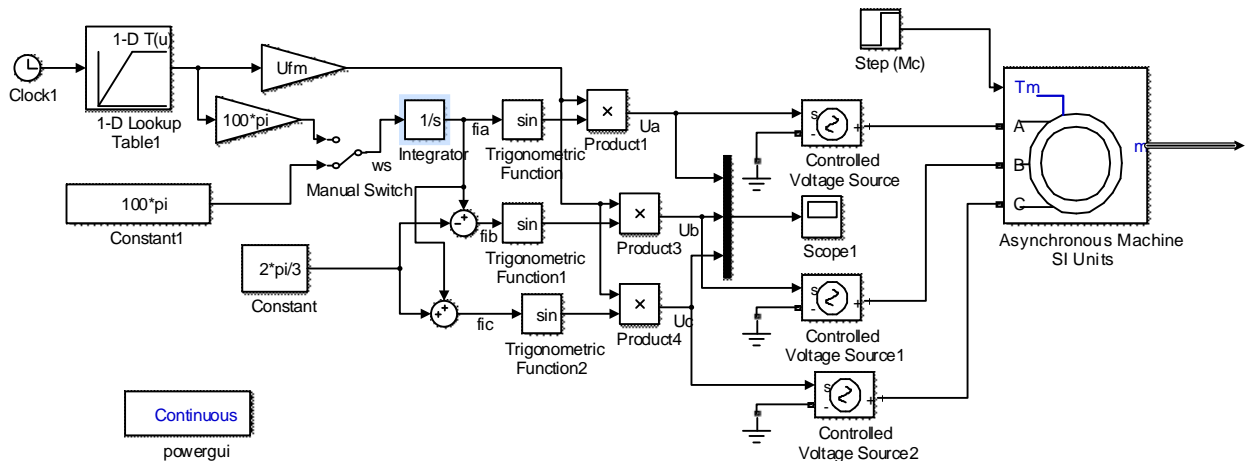 1-D T(u)
Clock1
1-D Lookup
Table1
Ufm
100*pi
Manual Switch
ws
100*pi
Constant1
1/s
Integrator
fia
sin
Trigonometric
Function
×
Product1
Ua
2*pi/3
Constant
-
+
fib
sin
Trigonometric
Function1
×
Product3
Ub
+
+
fic
sin
Trigonometric
Function2
×
Product4
Uc
Scope1
s
-
+
Controlled
Voltage Source
s
-
+
Controlled
Voltage Source1
s
-
+
Controlled
Voltage Source2
Step (Mc)
Tm
A
B
C
m
Asynchronous Machine
SI Units
Continuous
powergui